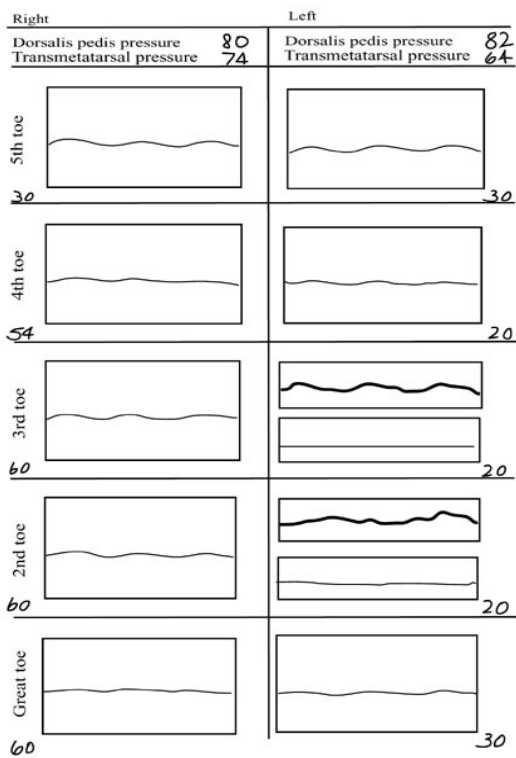 Right Left
Dorsalis pedis pressure 80 Dorsalis pedis pressure 82
Transmetatarsal pressure 74 Transmetatarsal pressure 64
5th toe
30 30
4th toe
54 20
3rd toe
60 20
2nd toe
60 20
Great toe
60 30